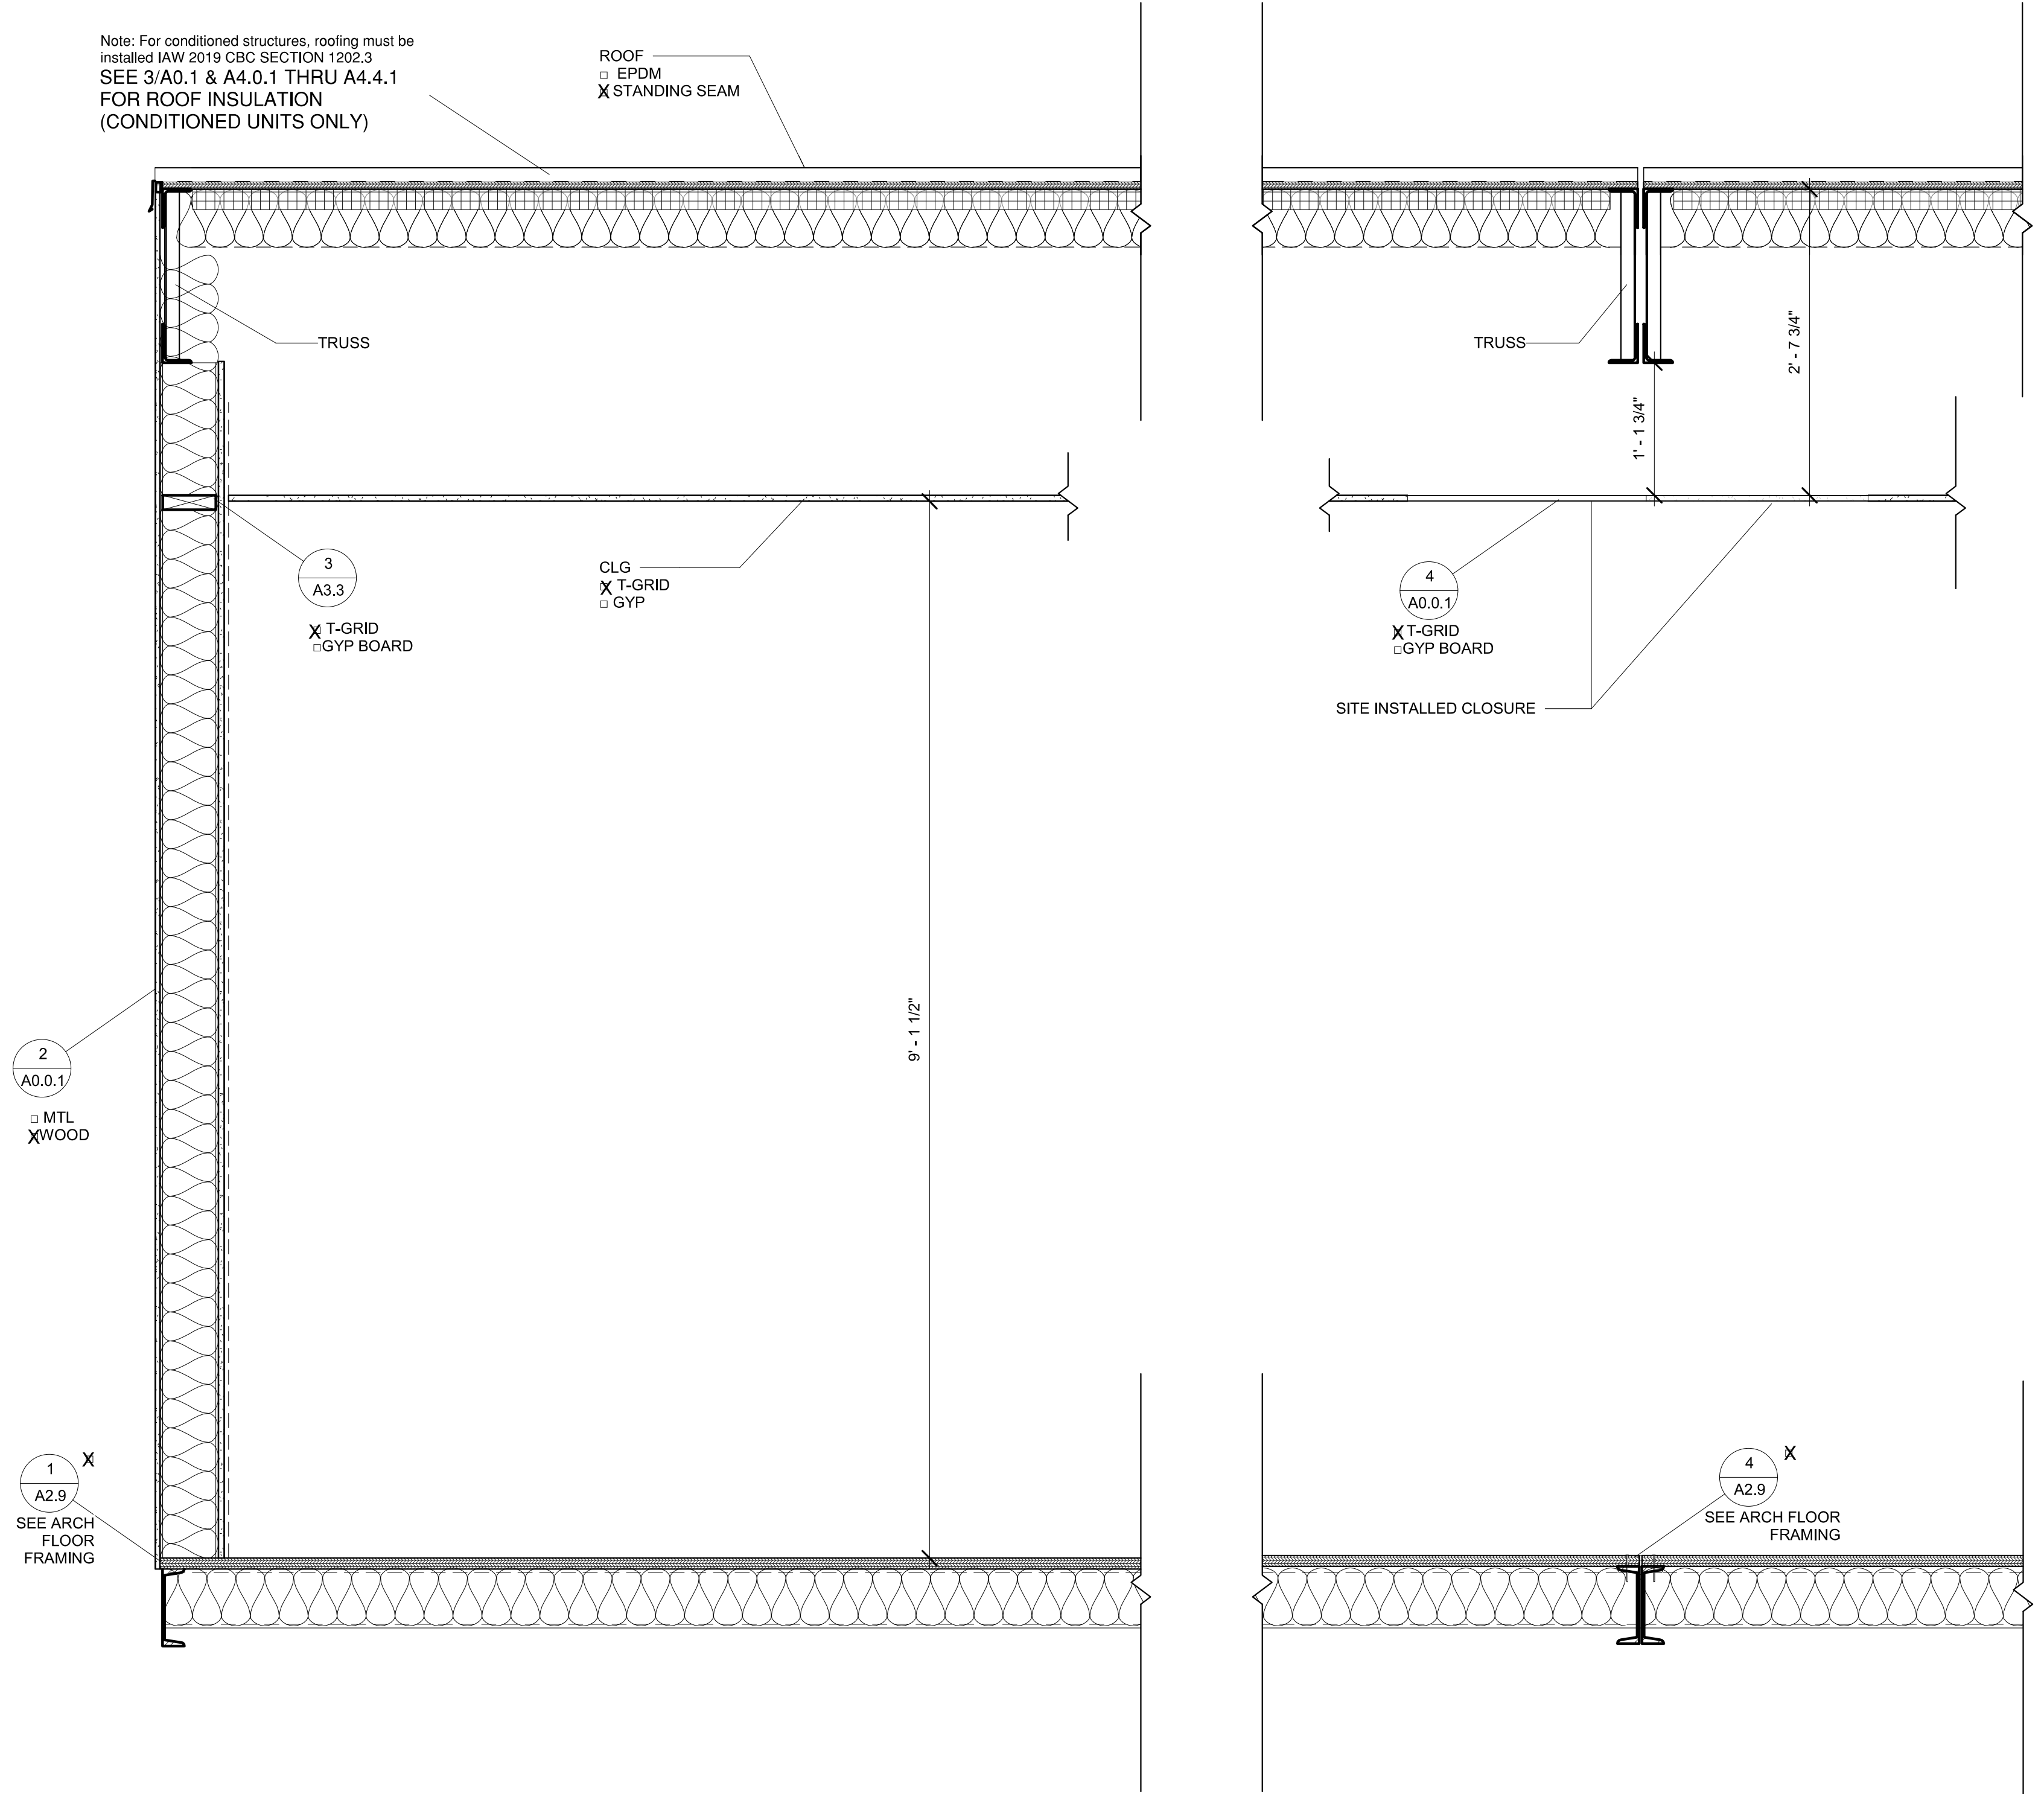 Note: For conditioned structures, roofing must be
installed IAW 2019 CBC SECTION 1202.3
SEE 3/A0.1 & A4.0.1 THRU A4.4.1
FOR ROOF INSULATION
(CONDITIONED UNITS ONLY)
ROOF
□ EPDM
X STANDING SEAM
TRUSS
TRUSS
2' - 7 3/4"
1' - 1 3/4"
3
A3.3
X T-GRID
□ GYP BOARD
CLG
X T-GRID
□ GYP
4
A0.0.1
X T-GRID
□ GYP BOARD
SITE INSTALLED CLOSURE
9' - 1 1/2"
2
A0.0.1
□ MTL
X WOOD
1
A2.9
X
SEE ARCH
FLOOR
FRAMING
4
A2.9
X
SEE ARCH FLOOR
FRAMING